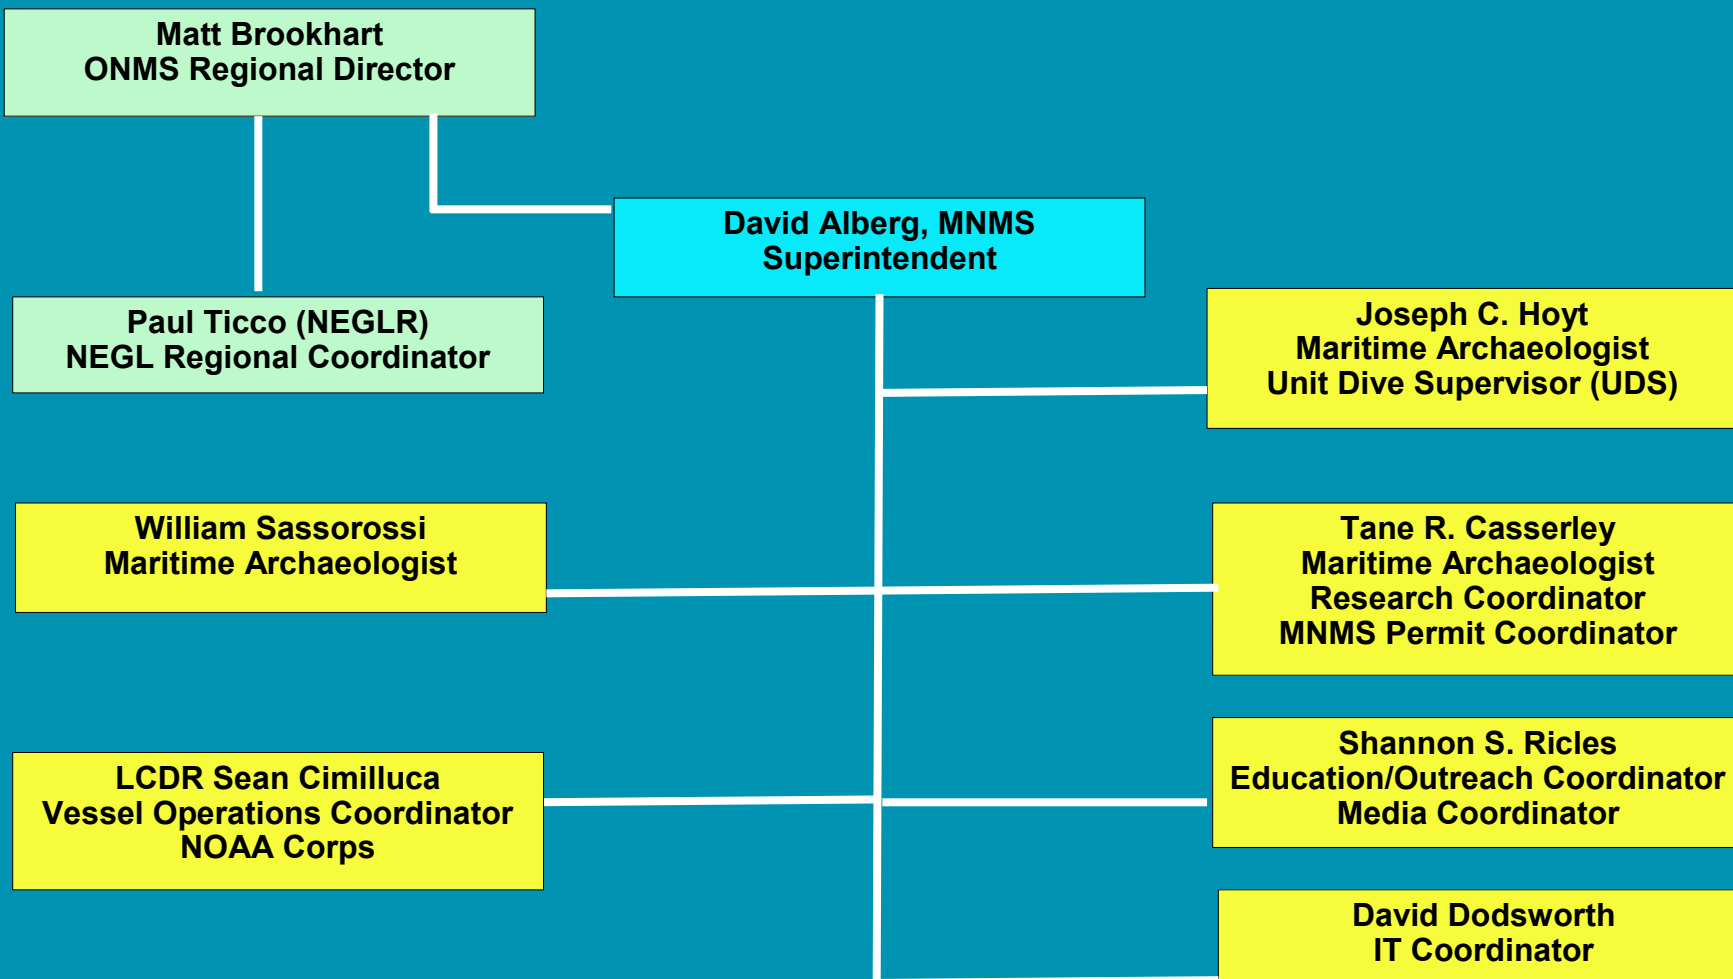 Matt Brookhart
ONMS Regional Director
David Alberg, MNMS
Superintendent
Paul Ticco (NEGLR)
NEGL Regional Coordinator
Joseph C. Hoyt
Maritime Archaeologist
Unit Dive Supervisor (UDS)
William Sassorossi
Maritime Archaeologist
Tane R. Casserley
Maritime Archaeologist
Research Coordinator
MNMS Permit Coordinator
LCDR Sean Cimilluca
Vessel Operations Coordinator
NOAA Corps
Shannon S. Ricles
Education/Outreach Coordinator
Media Coordinator
David Dodsworth
IT Coordinator